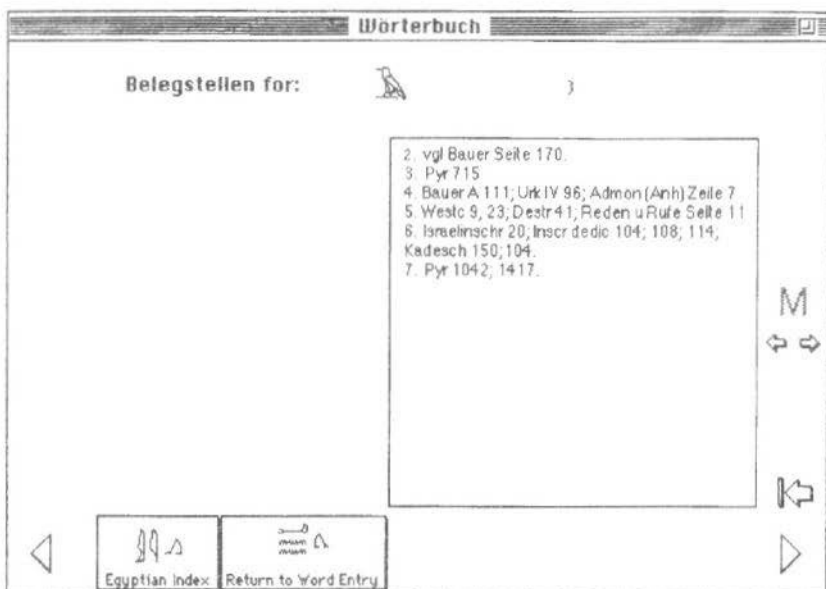 Wörterbuch
Belegstellen for: 3
2. vgl Bauer Seite 170.
3. Pyr 715
4. Bauer A 111; Urk IV 96; Admon (Anh) Zeile 7
5. Westc 9, 23; Destr 41; Reden u Rufe Seite 11
6. Israelinschr 20; Inscr dedic 104; 108; 114;
Kadesch 150; 104.
7. Pyr 1042; 1417.
M
Egyptian Index
Return to Word Entry